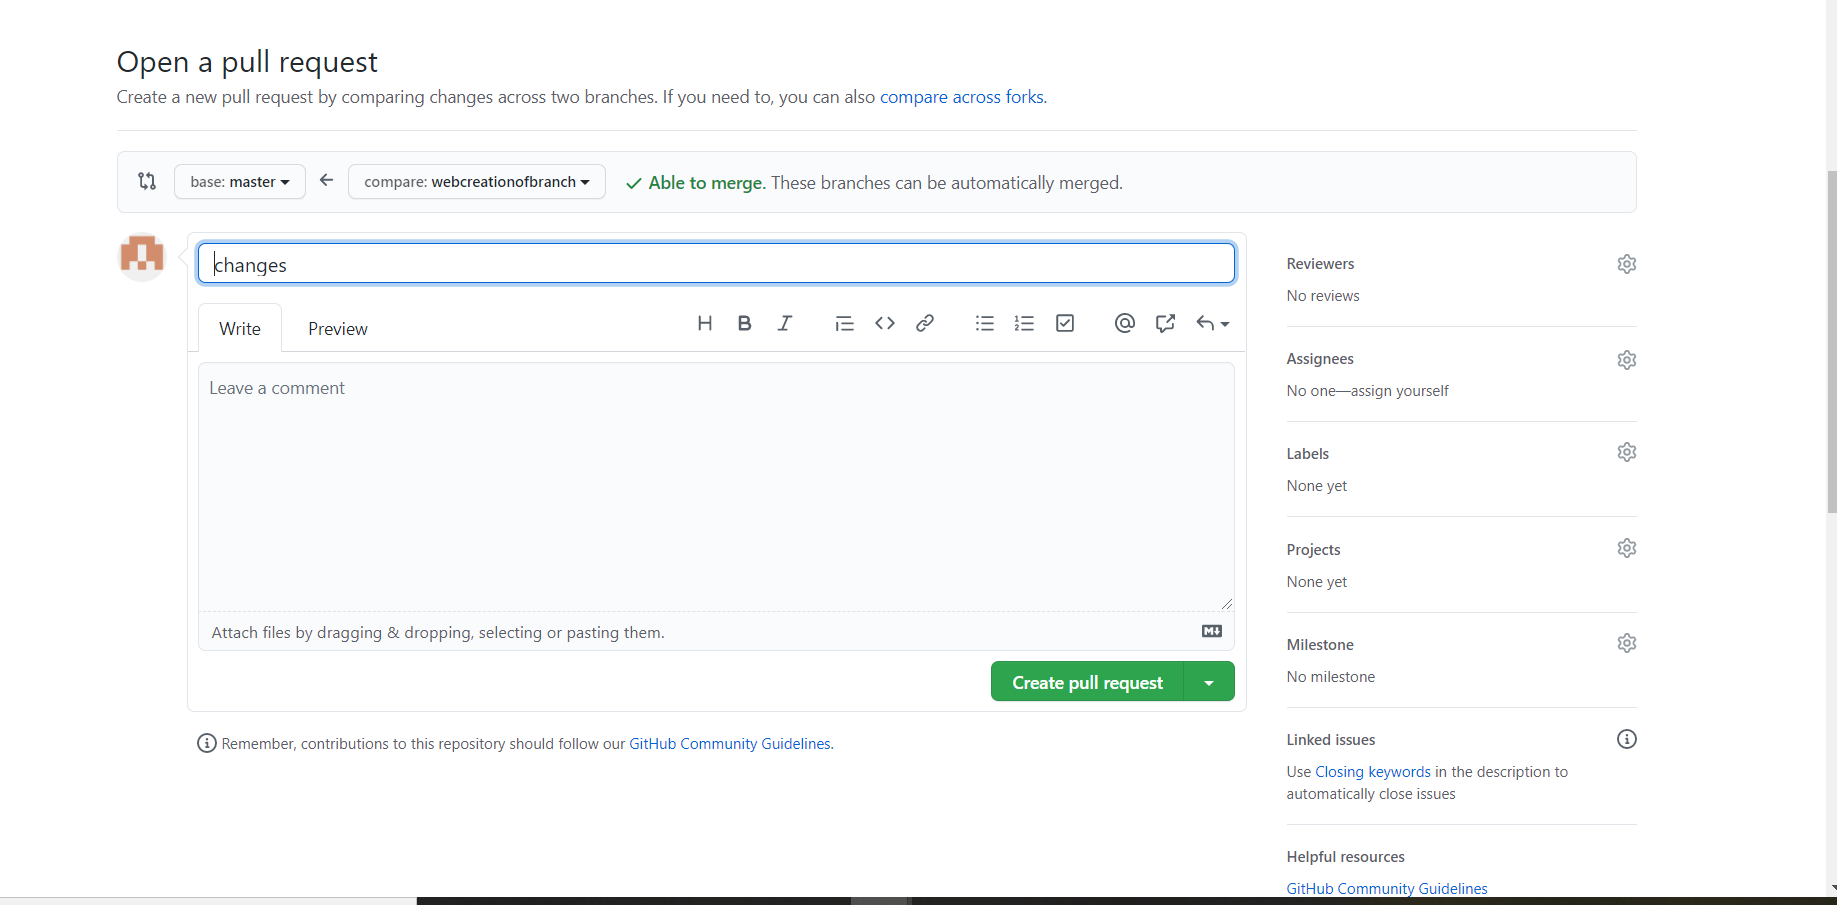 Open a pull request
Create a new pull request by comparing changes across two branches. If you need to, you can also compare across forks.
base: master
compare: webcreationofbranch
Able to merge. These branches can be automatically merged.
changes
Write
Preview
Leave a comment
Attach files by dragging & dropping, selecting or pasting them.
Create pull request
Remember, contributions to this repository should follow our GitHub Community Guidelines.
Reviewers
No reviews
Assignees
No one—assign yourself
Labels
None yet
Projects
None yet
Milestone
No milestone
Linked issues
Use Closing keywords in the description to
automatically close issues
Helpful resources
GitHub Community Guidelines